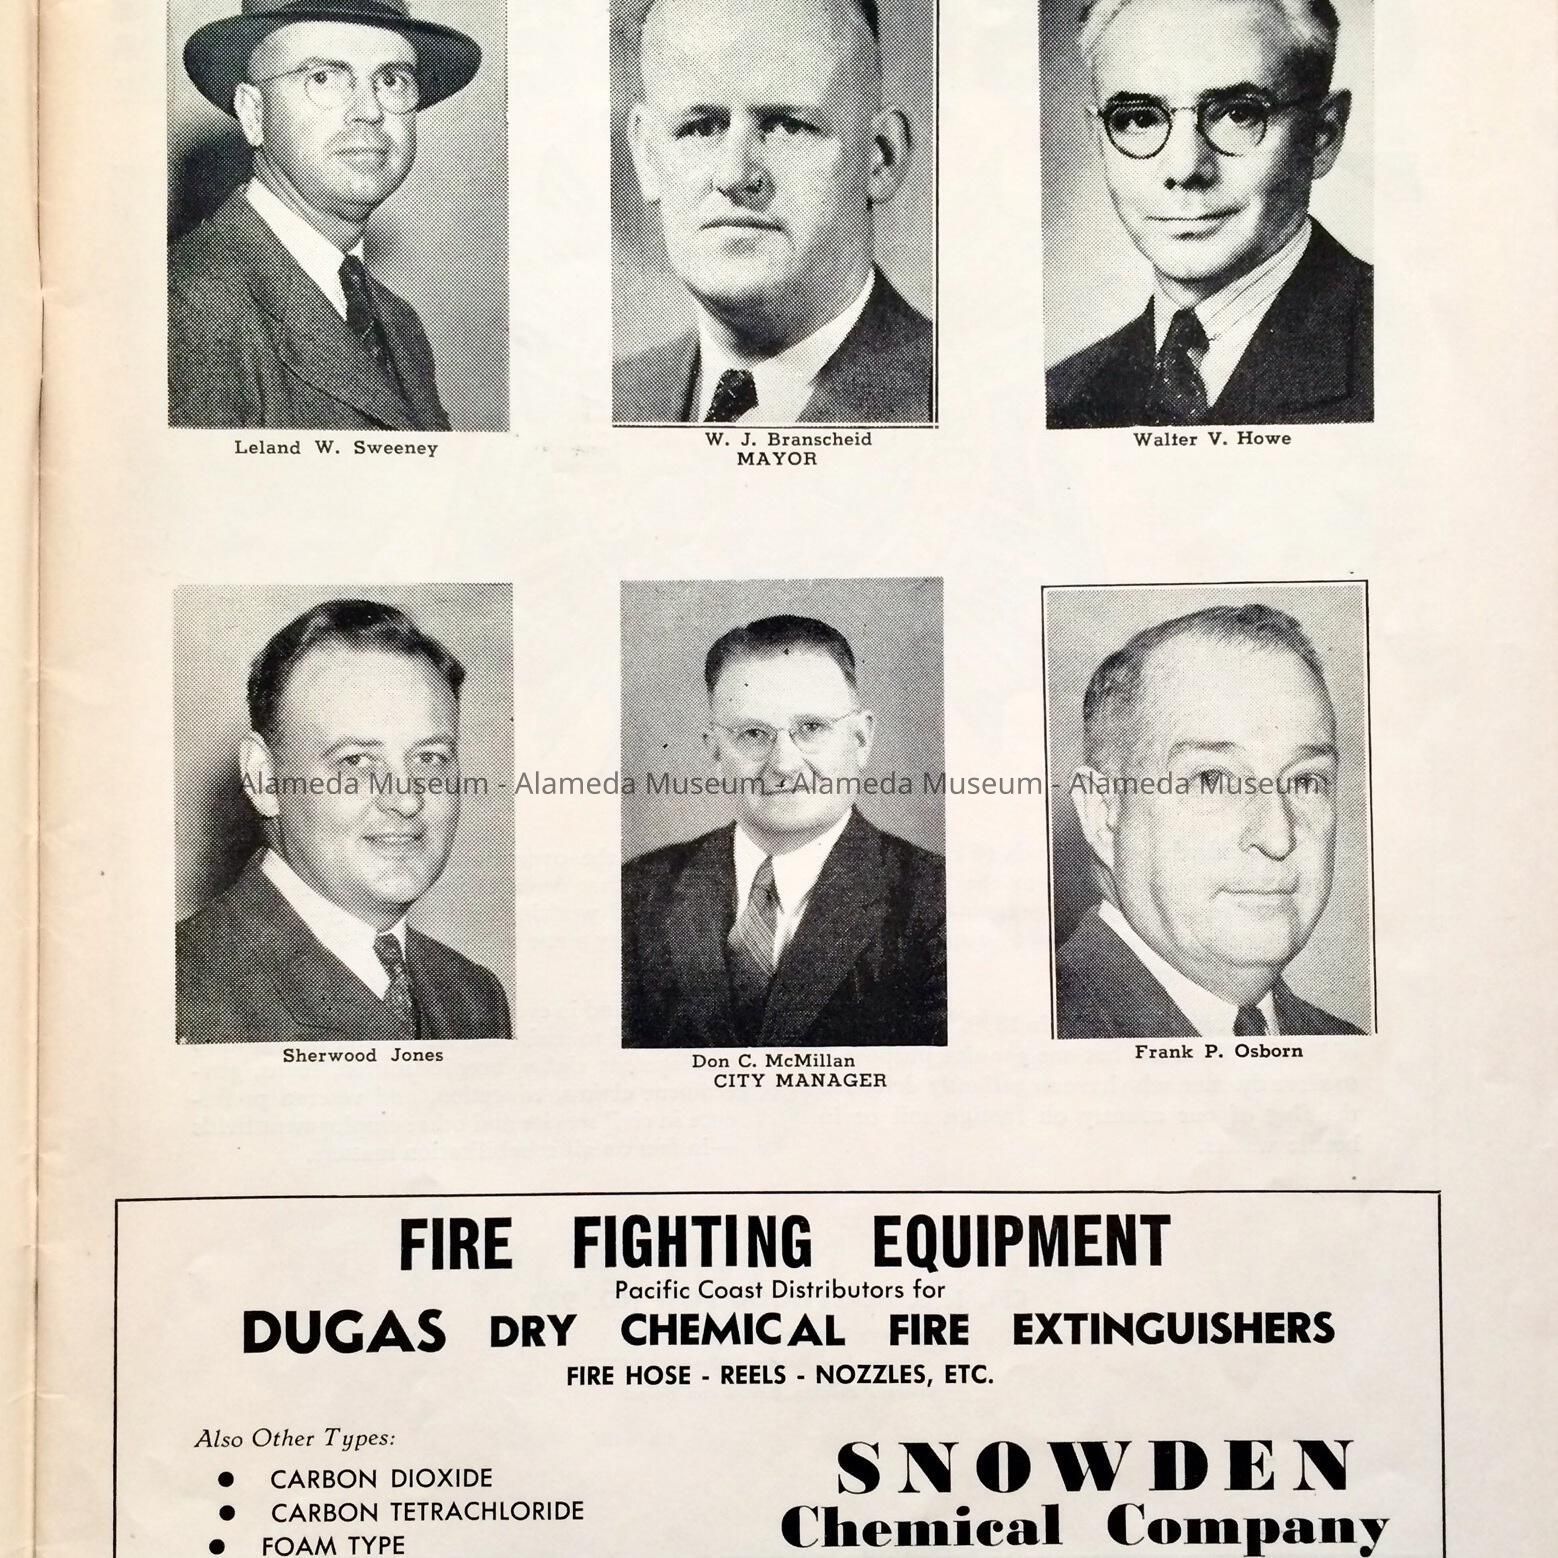 Leland W. Sweeney
W. J. Branscheid
MAYOR
Walter V. Howe
Alameda Museum - Alameda Museum - Alameda Museum - Alameda Museum
Sherwood Jones
Don C. McMillan
CITY MANAGER
Frank P. Osborn
FIRE FIGHTING EQUIPMENT
Pacific Coast Distributors for
DUGAS DRY CHEMICAL FIRE EXTINGUISHERS
FIRE HOSE - REELS - NOZZLES, ETC.
Also Other Types:
● CARBON DIOXIDE
● CARBON TETRACHLORIDE
● FOAM TYPE
SNOWDEN
Chemical Company